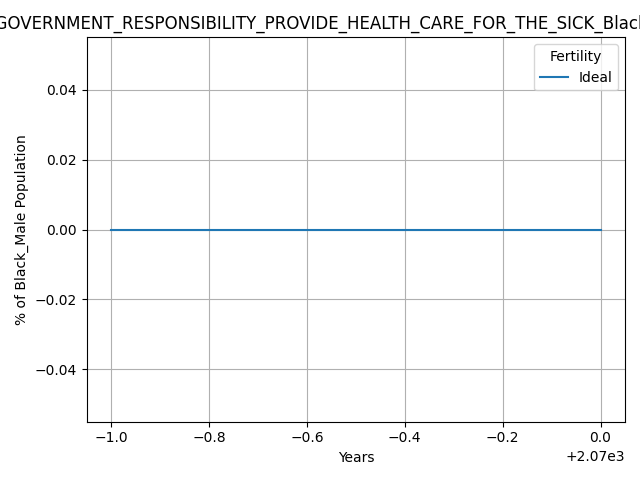 GOVERNMENT_RESPONSIBILITY_PROVIDE_HEALTH_CARE_FOR_THE_SICK_Black
Fertility
Ideal
% of Black_Male Population
0.04
0.02
0.00
−0.02
−0.04
−1.0 −0.8 −0.6 −0.4 −0.2 0.0
+2.07e3
Years